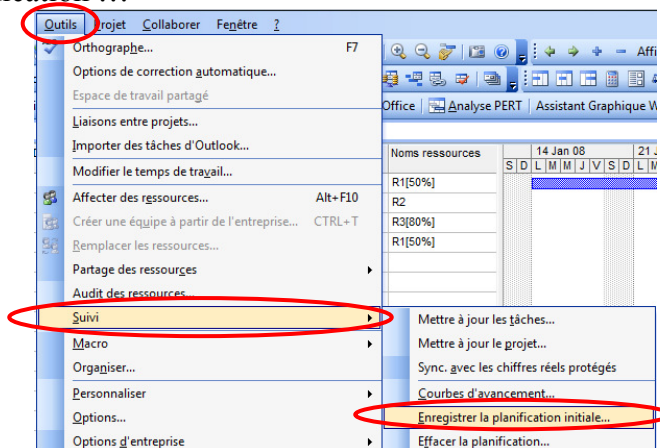 Outils Projet Collaborer Fenêtre ?
Orthographe... F7
Options de correction automatique...
Espace de travail partagé
Liaisons entre projets...
Importer des tâches d'Outlook...
Modifier le temps de travail...
Affecter des ressources... Alt+F10
Créer une équipe à partir de l'entreprise... CTRL+T
Remplacer les ressources...
Partage des ressources
Audit des ressources...
Suivi
Macro
Organiser...
Personnaliser
Options...
Options d'entreprise
Office Analyse PERT Assistant Graphique
Noms ressources 14 Jan 08 21
S D L M M J V S D L
R1[50%]
R2
R3[80%]
R1[50%]
Mettre à jour les tâches...
Mettre à jour le projet...
Sync. avec les chiffres réels protégés
Courbes d'avancement...
Enregistrer la planification initiale...
Effacer la planification...